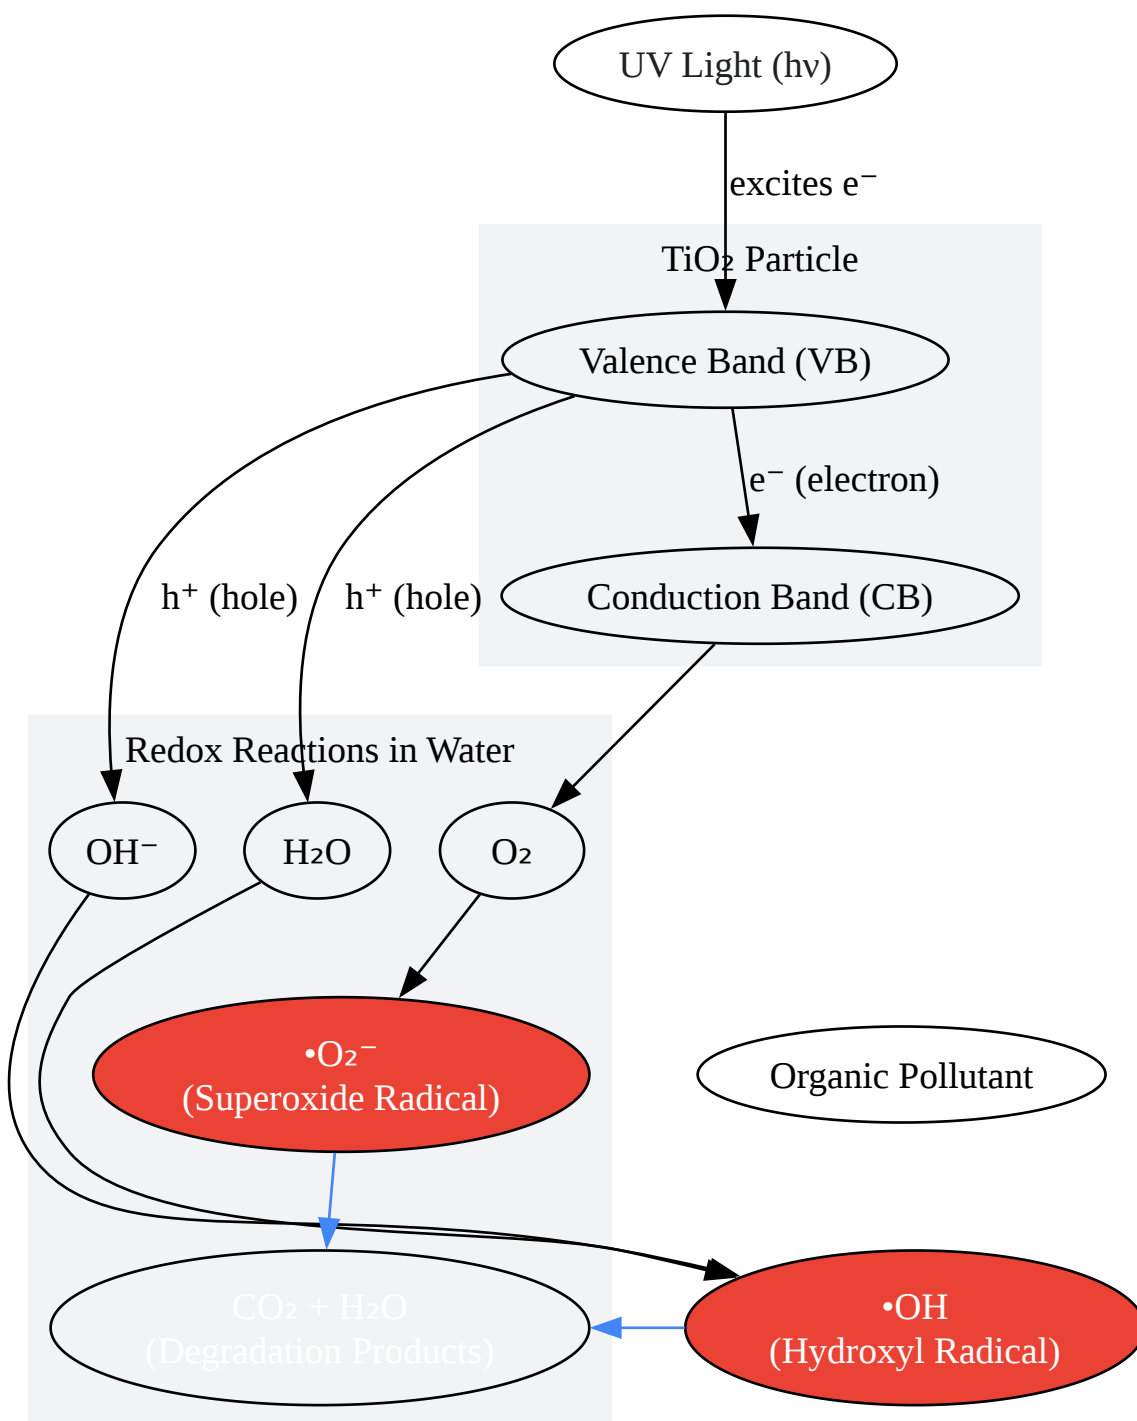 UV Light (hν)
excites e⁻
TiO₂ Particle
Valence Band (VB)
e⁻ (electron)
h⁺ (hole)
h⁺ (hole)
Conduction Band (CB)
Redox Reactions in Water
OH⁻
H₂O
O₂
•O₂⁻
(Superoxide Radical)
Organic Pollutant
CO₂ + H₂O
(Degradation Products)
•OH
(Hydroxyl Radical)